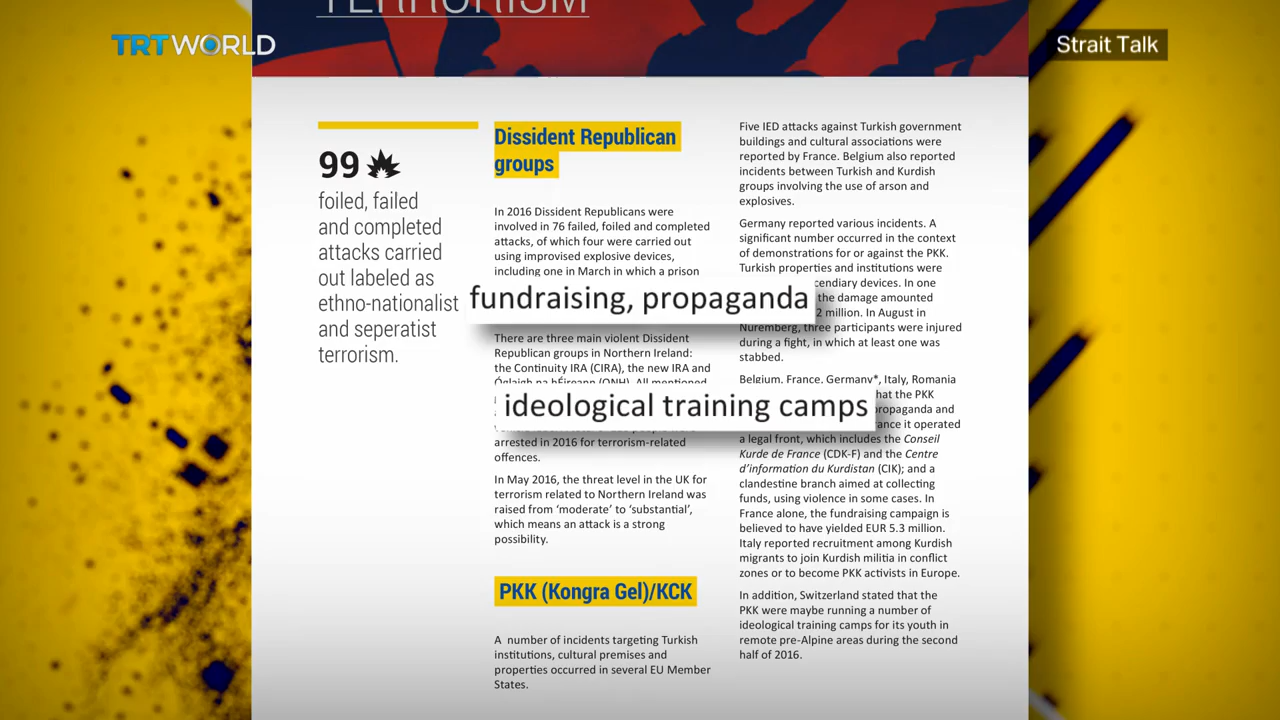 TERRORISM
TRT WORLD
Strait Talk
99
foiled, failed
and completed
attacks carried
out labeled as
ethno-nationalist
and seperatist
terrorism.
Dissident Republican
groups
In 2016 Dissident Republicans were
involved in 76 failed, foiled and completed
attacks, of which four were carried out
using improvised explosive devices,
including one in March in which a prison
fundraising, propaganda
There are three main violent Dissident
Republican groups in Northern Ireland:
the Continuity IRA (CIRA), the new IRA and
Óglaigh na hÉireann (ONH). All mentioned
ideological training camps
arrested in 2016 for terrorism-related
offences.
In May 2016, the threat level in the UK for
terrorism related to Northern Ireland was
raised from ‘moderate’ to ‘substantial’,
which means an attack is a strong
possibility.
PKK (Kongra Gel)/KCK
A number of incidents targeting Turkish
institutions, cultural premises and
properties occurred in several EU Member
States.
Five IED attacks against Turkish government
buildings and cultural associations were
reported by France. Belgium also reported
incidents between Turkish and Kurdish
groups involving the use of arson and
explosives.
Germany reported various incidents. A
significant number occurred in the context
of demonstrations for or against the PKK.
Turkish properties and institutions were
devices. In one
the damage amounted
2 million. In August in
Nuremberg, three participants were injured
during a fight, in which at least one was
stabbed.
Belgium, France, Germany*, Italy, Romania
that the PKK
propaganda and
it operated
a legal front, which includes the Conseil
Kurde de France (CDK-F) and the Centre
d’information du Kurdistan (CIK); and a
clandestine branch aimed at collecting
funds, using violence in some cases. In
France alone, the fundraising campaign is
believed to have yielded EUR 5.3 million.
Italy reported recruitment among Kurdish
migrants to join Kurdish militia in conflict
zones or to become PKK activists in Europe.
In addition, Switzerland stated that the
PKK were maybe running a number of
ideological training camps for its youth in
remote pre-Alpine areas during the second
half of 2016.